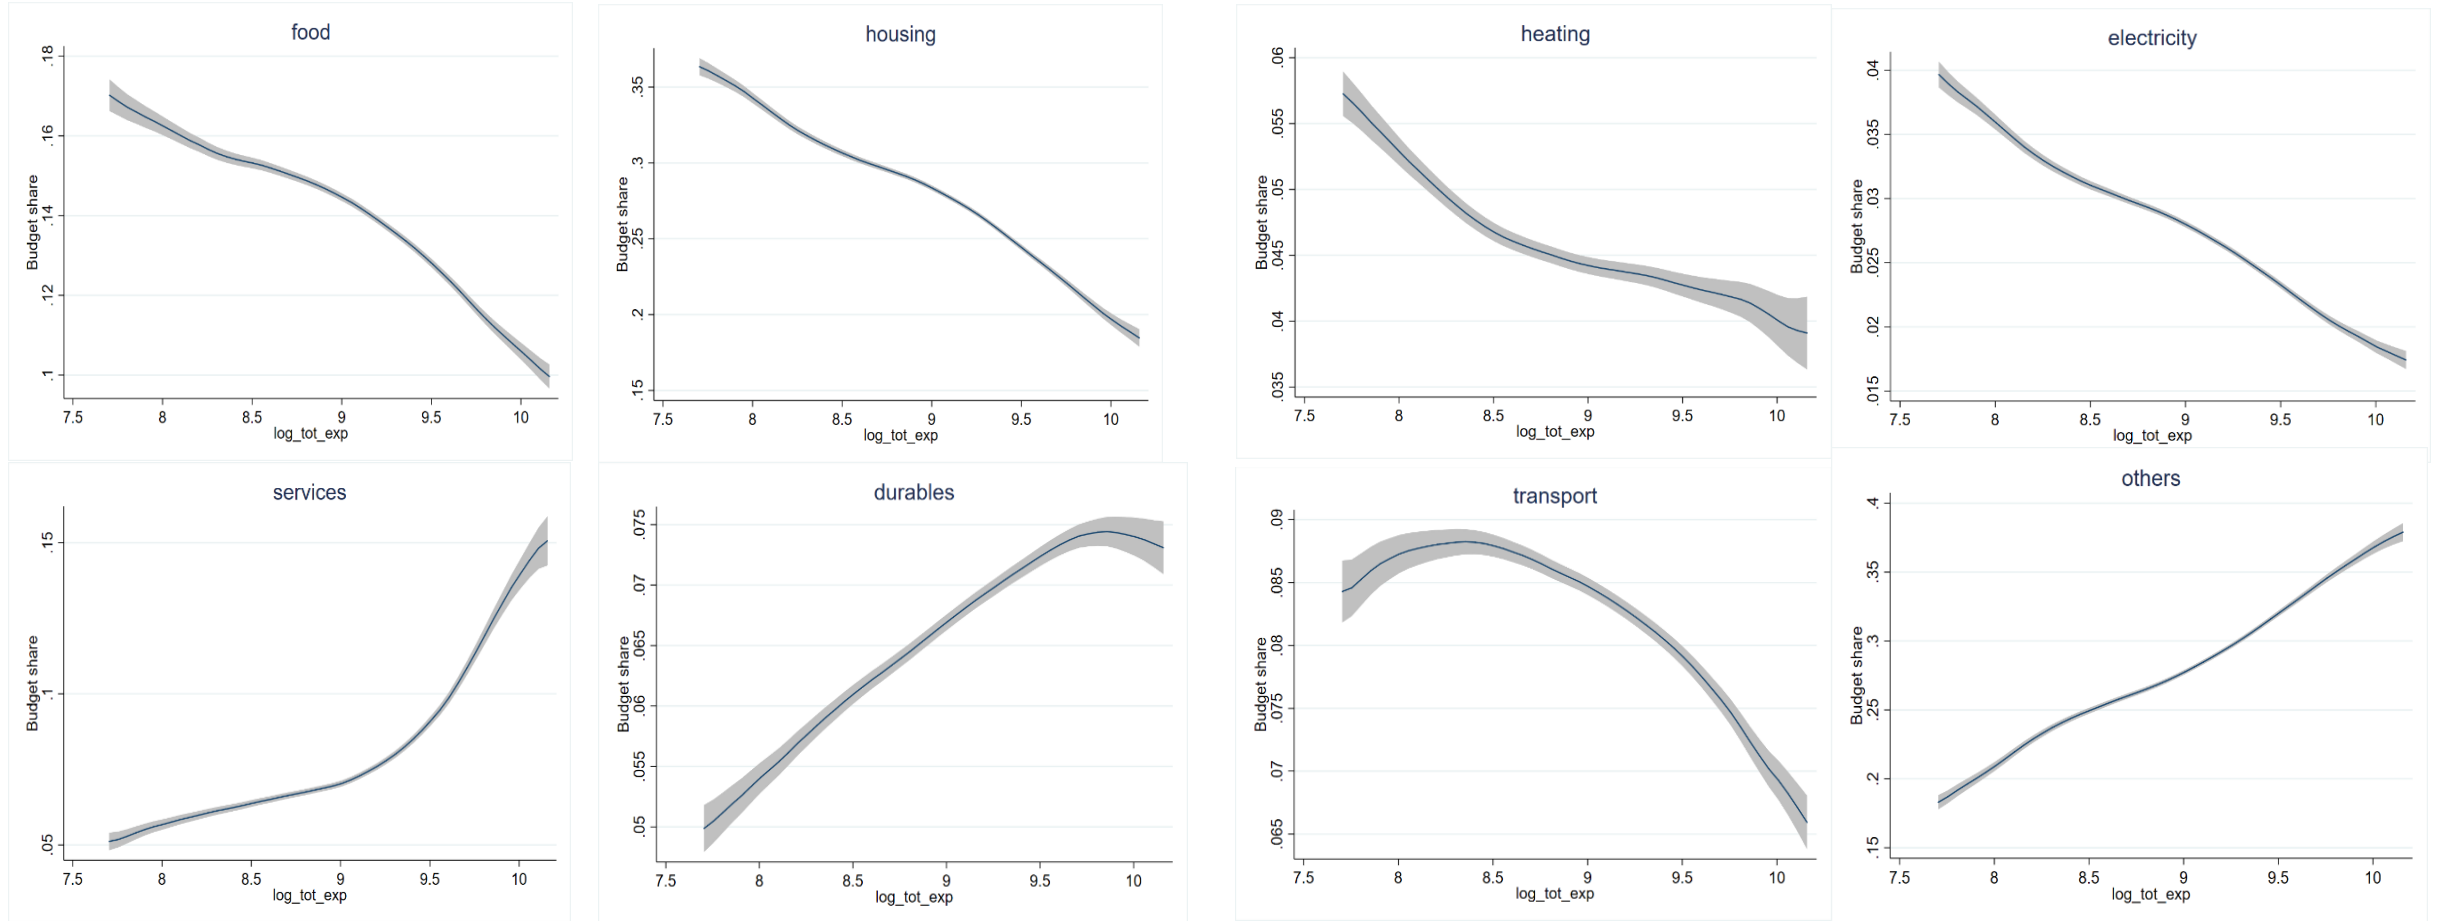 food
.18
.16
.14
.12
.1
Budget share
7.5 8 8.5 9 9.5 10
log_tot_exp
housing
.35
.3
.25
.2
.15
Budget share
7.5 8 8.5 9 9.5 10
log_tot_exp
heating
.06
.055
.05
.045
.04
.035
Budget share
7.5 8 8.5 9 9.5 10
log_tot_exp
electricity
.04
.035
.03
.025
.02
.015
Budget share
7.5 8 8.5 9 9.5 10
log_tot_exp
services
.15
.1
.05
Budget share
7.5 8 8.5 9 9.5 10
log_tot_exp
durables
.075
.07
.065
.06
.055
.05
Budget share
7.5 8 8.5 9 9.5 10
log_tot_exp
transport
.09
.085
.08
.075
.07
.065
Budget share
7.5 8 8.5 9 9.5 10
log_tot_exp
others
.4
.35
.3
.25
.2
.15
Budget share
7.5 8 8.5 9 9.5 10
log_tot_exp